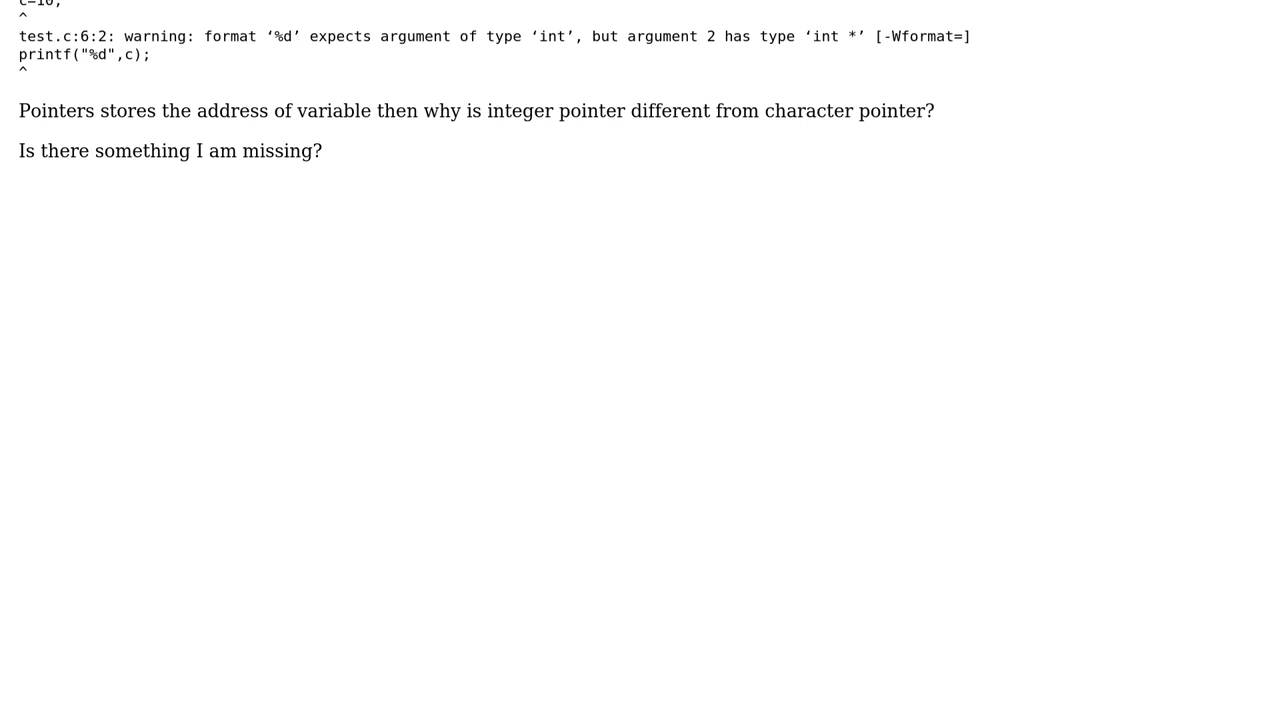 c=10;
^
test.c:6:2: warning: format ‘%d’ expects argument of type ‘int’, but argument 2 has type ‘int *’ [-Wformat=]
printf("%d",c);
^
Pointers stores the address of variable then why is integer pointer different from character pointer?
Is there something I am missing?